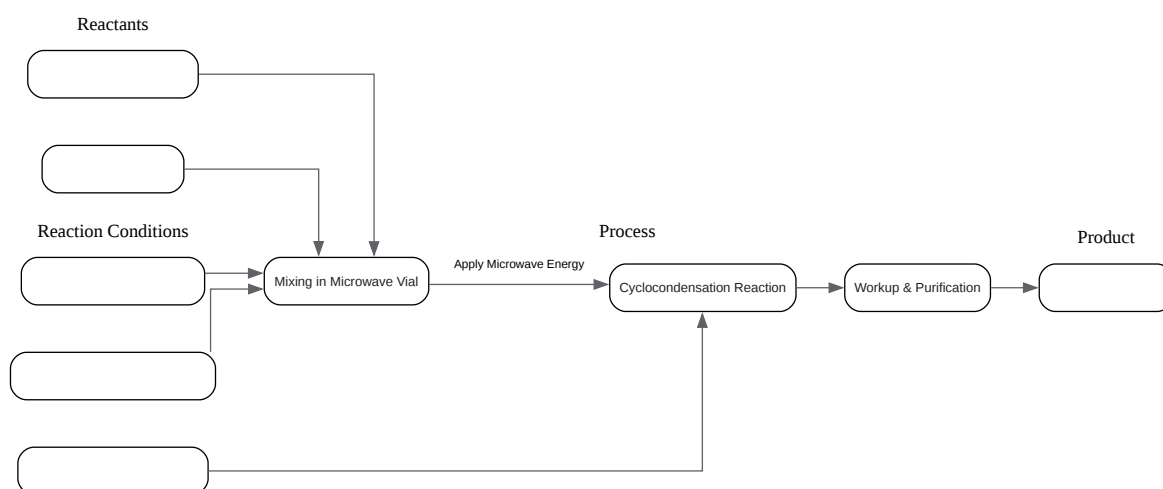 Reactants
Reaction Conditions
Mixing in Microwave Vial
Apply Microwave Energy
Process
Cyclocondensation Reaction
Workup & Purification
Product